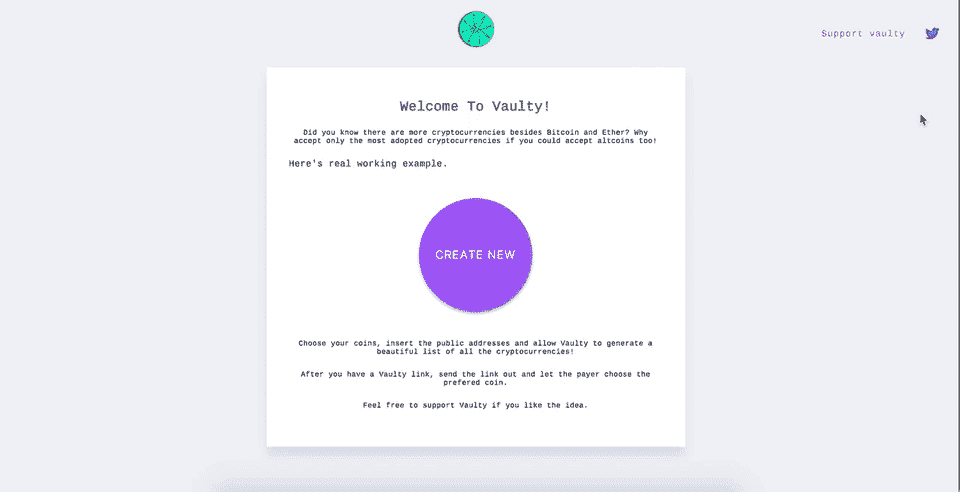 Support vaulty
Welcome To Vaulty!
Did you know there are more cryptocurrencies besides Bitcoin and Ether? Why
accept only the most adopted cryptocurrencies if you could accept altcoins too!
Here's real working example.
CREATE NEW
Choose your coins, insert the public addresses and allow Vaulty to generate a
beautiful list of all the cryptocurrencies!
After you have a Vaulty link, send the link out and let the payer choose the
prefered coin.
Feel free to support Vaulty if you like the idea.